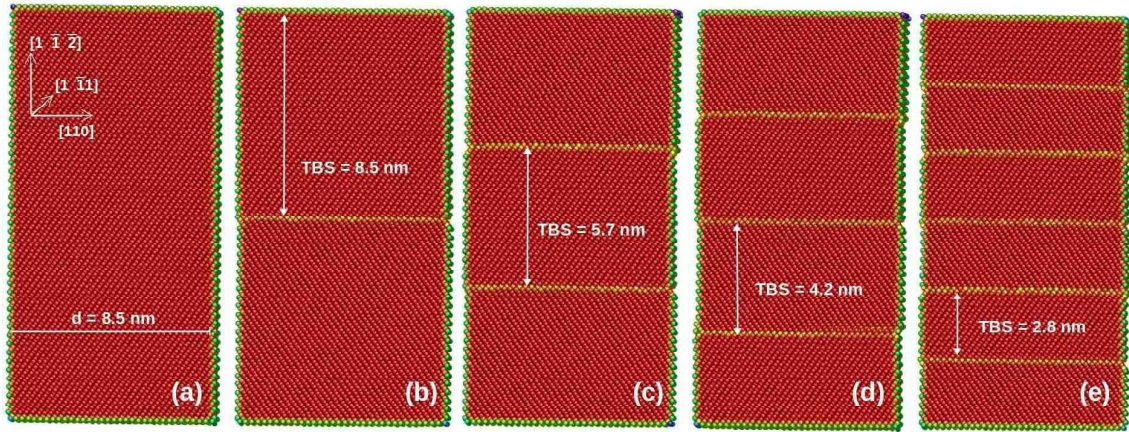 [1 1̅ 2̅]
[1 1̅1]
[110]
d = 8.5 nm
(a)
TBS = 8.5 nm
(b)
TBS = 5.7 nm
(c)
TBS = 4.2 nm
(d)
TBS = 2.8 nm
(e)